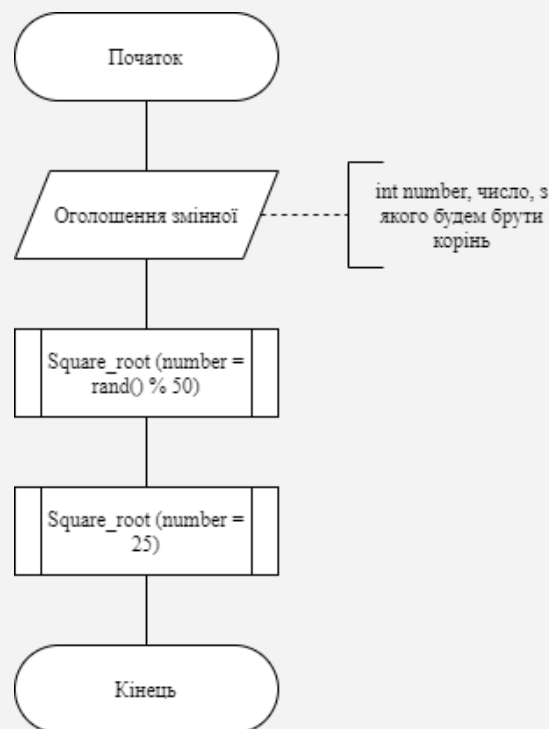 Початок
Оголошення змінної
int number, число, з
якого будем брути
корінь
Square_root (number =
rand() % 50)
Square_root (number =
25)
Кінець